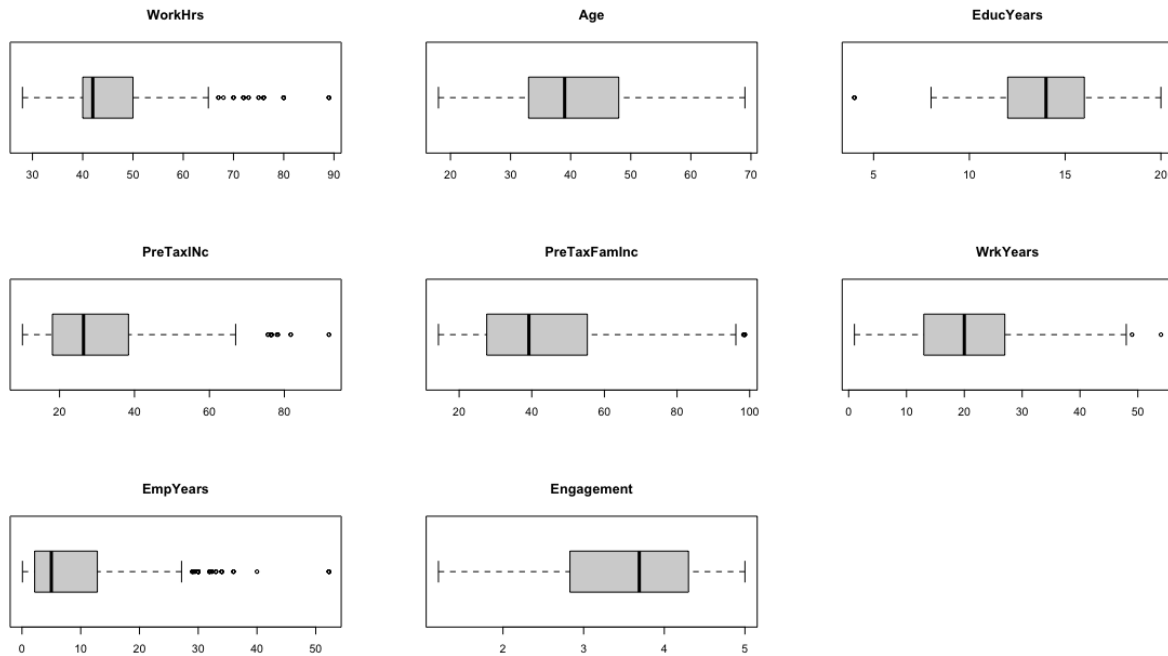 WorkHrs Age EducYears
30 40 50 60 70 80 90 20 30 40 50 60 70 5 10 15 20
PreTaxINc PreTaxFamInc WrkYears
20 40 60 80 20 40 60 80 100 0 10 20 30 40 50
EmpYears Engagement
0 10 20 30 40 50 2 3 4 5